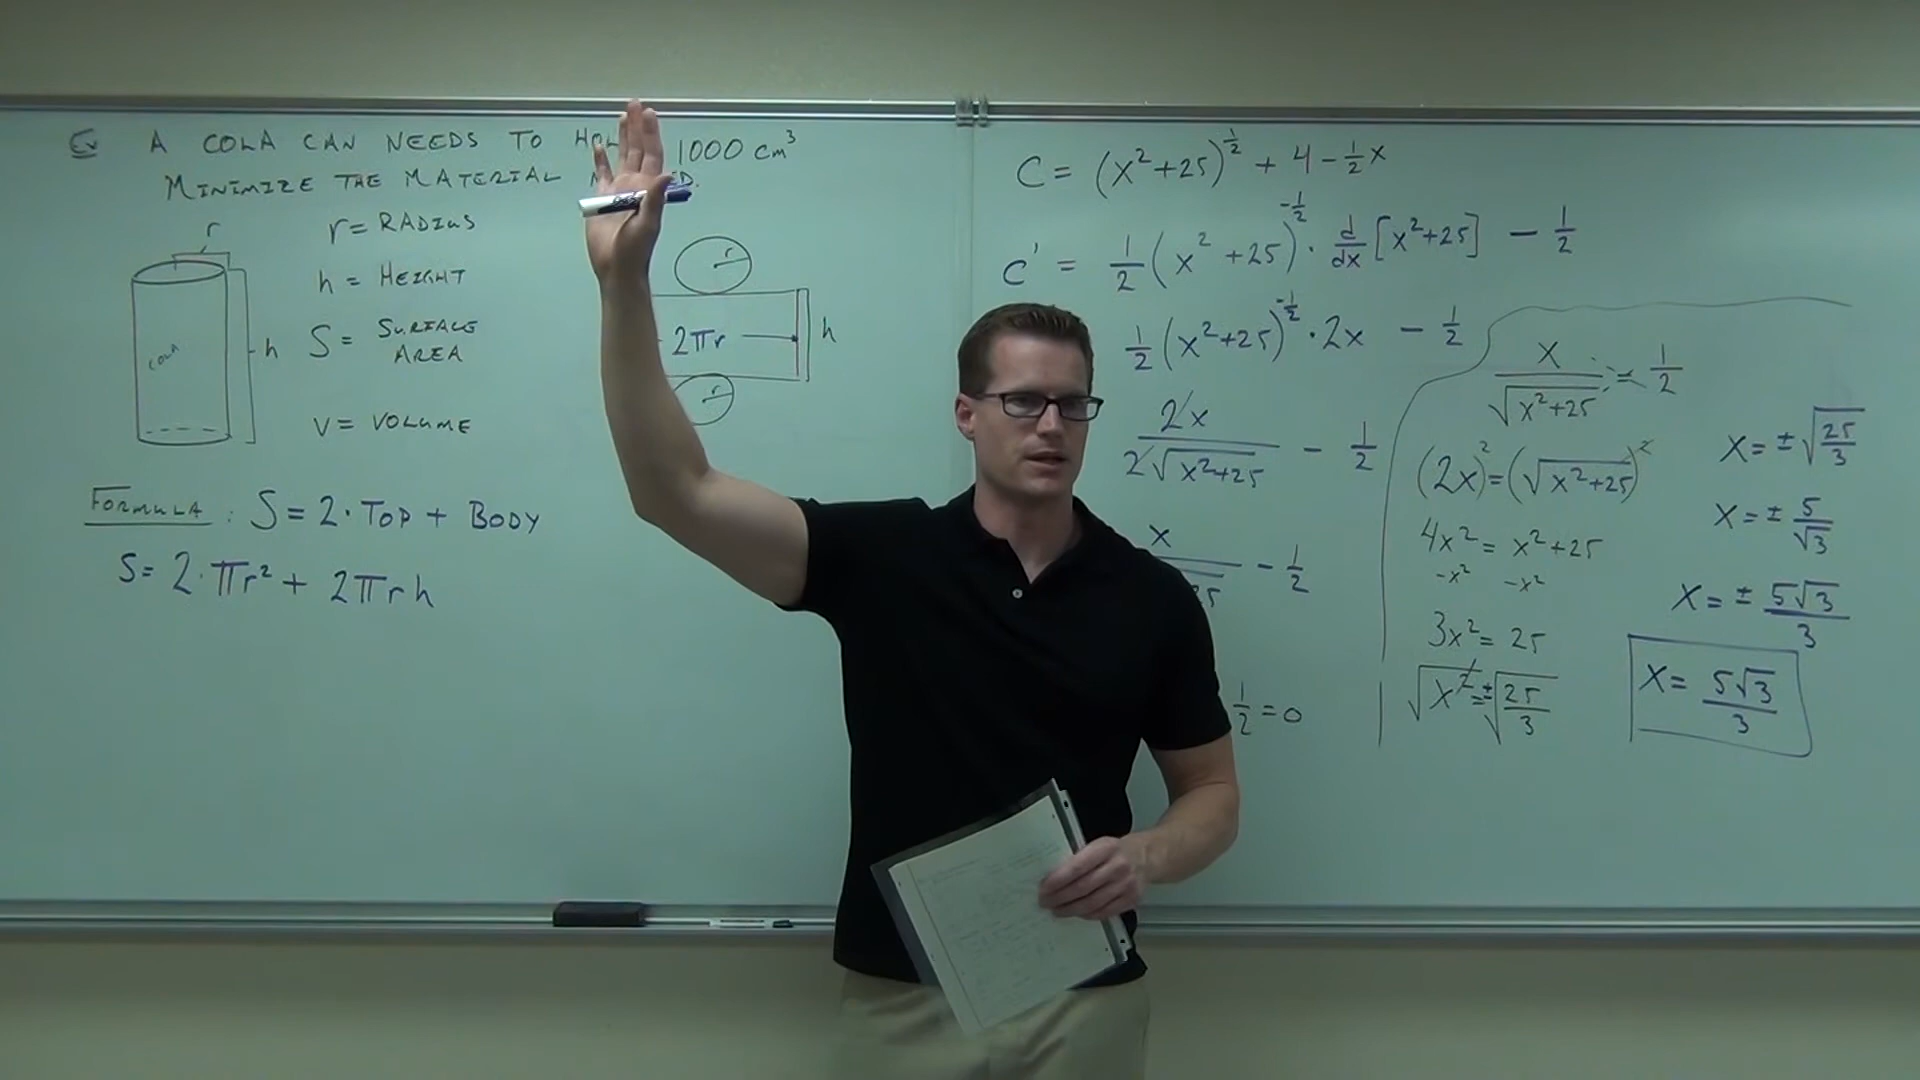 Ex A COLA CAN NEEDS TO HOL 1000 cm³
MINIMIZE THE MATERIAL N ED.
r
r = RADIUS
h = HEIGHT
S = SURFACE AREA
V = VOLUME
COLA
h
r
2πr
h
r
FORMULA : S = 2 · TOP + BODY
S = 2 · πr² + 2πrh
C = (x²+25)^½ + 4 - ½x
C' = ½(x²+25)^-½ · d/dx[x²+25] - ½
½(x²+25)^-½ · 2x - ½
2x/2√(x²+25) - ½
x/ 25 - ½
½ = 0
x/√(x²+25) = ½
(2x)² = (√(x²+25))²
4x² = x²+25
-x² -x²
3x² = 25
√x² = ±√(25/3)
x = ±√(25/3)
x = ± 5/√3
x = ± 5√3/3
x = 5√3/3